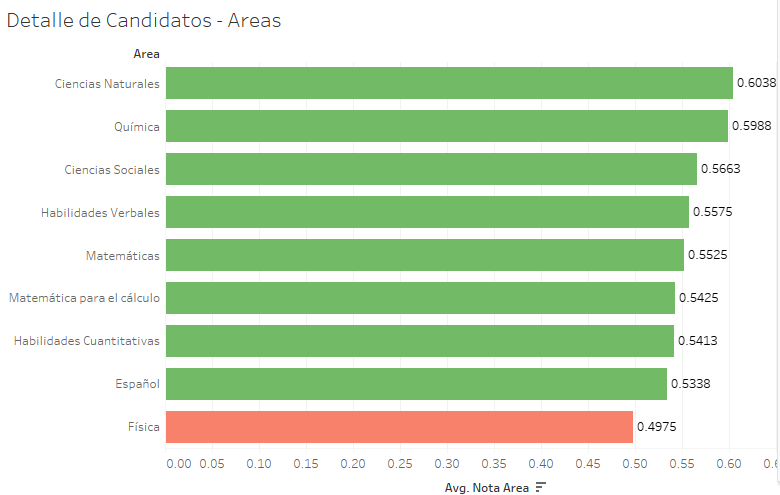 Detalle de Candidatos - Areas
Area
Ciencias Naturales 0.6038
Química 0.5988
Ciencias Sociales 0.5663
Habilidades Verbales 0.5575
Matemáticas 0.5525
Matemática para el cálculo 0.5425
Habilidades Cuantitativas 0.5413
Español 0.5338
Física 0.4975
0.00 0.05 0.10 0.15 0.20 0.25 0.30 0.35 0.40 0.45 0.50 0.55 0.60
Avg. Nota Area